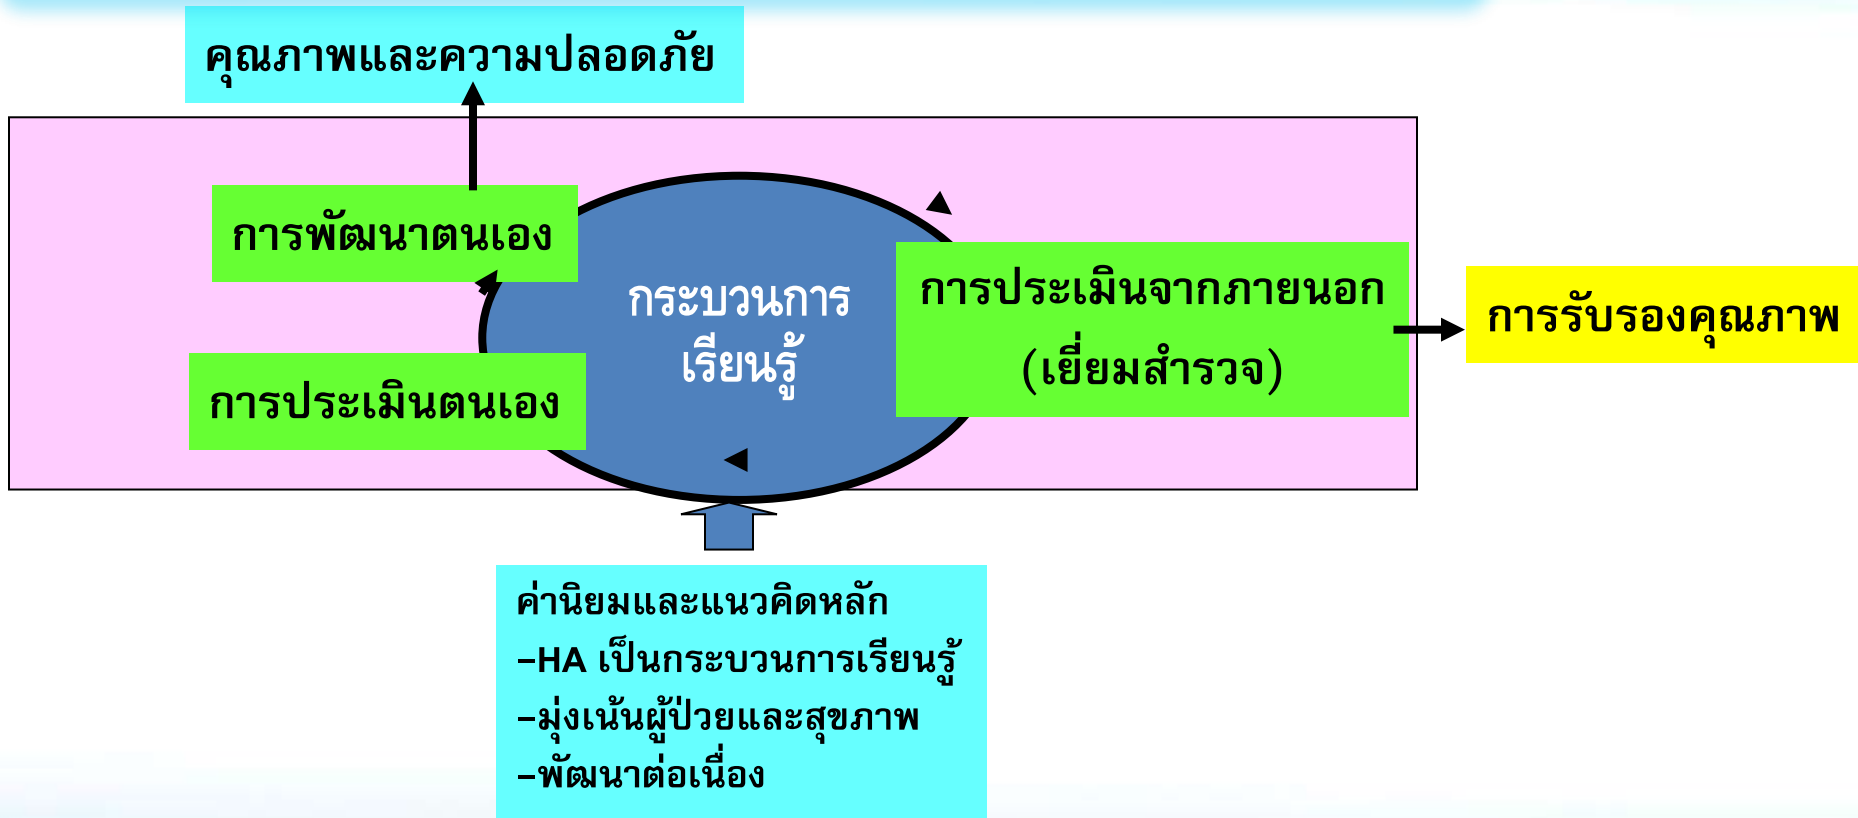 คุณภาพและความปลอดภัย
การพัฒนาตนเอง
กระบวนการ
เรียนรู้
การประเมินจากภายนอก
(เยี่ยมสำรวจ)
การรับรองคุณภาพ
การประเมินตนเอง
ค่านิยมและแนวคิดหลัก
-HA เป็นกระบวนการเรียนรู้
-มุ่งเน้นผู้ป่วยและสุขภาพ
-พัฒนาต่อเนื่อง